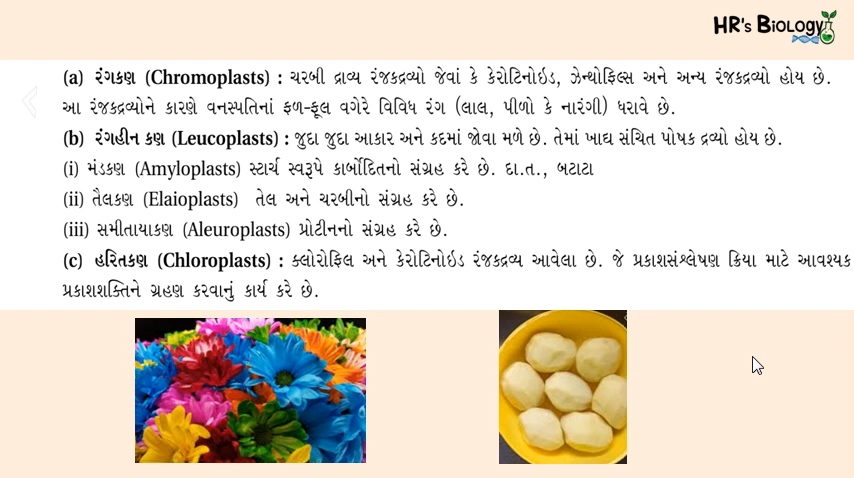 HR's BIOLOGY
(a) રંગકણ (Chromoplasts) : ચરબી દ્રાવ્ય રંજકદ્રવ્યો જેવાં કે કેરોટિનોઇડ, ઝેન્થોફિલ્સ અને અન્ય રંજકદ્રવ્યો હોય છે.
આ રંજકદ્રવ્યોને કારણે વનસ્પતિનાં ફળ-ફૂલ વગેરે વિવિધ રંગ (લાલ, પીળો કે નારંગી) ધરાવે છે.
(b) રંગહીન કણ (Leucoplasts) : જુદા જુદા આકાર અને કદમાં જોવા મળે છે. તેમાં ખાદ્ય સંચિત પોષક દ્રવ્યો હોય છે.
(i) મંડકણ (Amyloplasts) સ્ટાર્ચ સ્વરૂપે કાર્બોદિતનો સંગ્રહ કરે છે. દા.ત., બટાટા
(ii) તૈલકણ (Elaioplasts) તેલ અને ચરબીનો સંગ્રહ કરે છે.
(iii) સમીતાયાકણ (Aleuroplasts) પ્રોટીનનો સંગ્રહ કરે છે.
(c) હરિતકણ (Chloroplasts) : ક્લોરોફિલ અને કેરોટિનોઇડ રંજકદ્રવ્ય આવેલા છે. જે પ્રકાશસંશ્લેષણ ક્રિયા માટે આવશ્યક
પ્રકાશશક્તિને ગ્રહણ કરવાનું કાર્ય કરે છે.